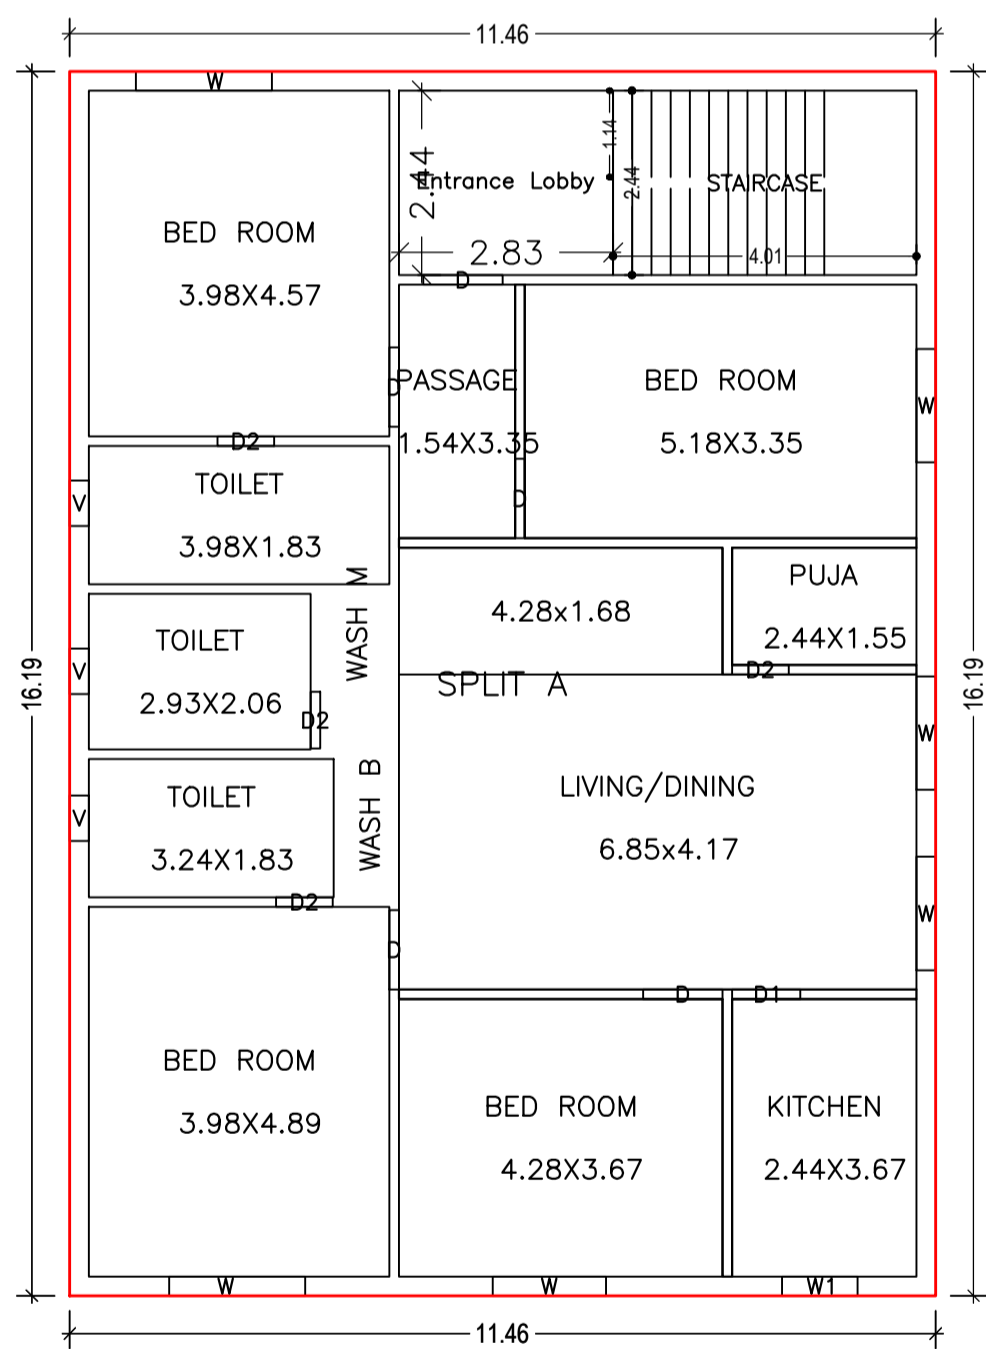 11.46
W
2.44
Entrance Lobby
1.14
2.44
STAIRCASE
BED ROOM
3.98X4.57
2.83
4.01
D
D
PASSAGE
1.54X3.35
BED ROOM
5.18X3.35
W
D2
TOILET
3.98X1.83
V
D
WASH M
4.28x1.68
PUJA
2.44X1.55
D2
TOILET
2.93X2.06
V
D2
SPLIT A
16.19
16.19
W
WASH B
LIVING/DINING
6.85x4.17
TOILET
3.24X1.83
V
D2
W
D
D
D1
BED ROOM
3.98X4.89
BED ROOM
4.28X3.67
KITCHEN
2.44X3.67
W
W
W1
11.46